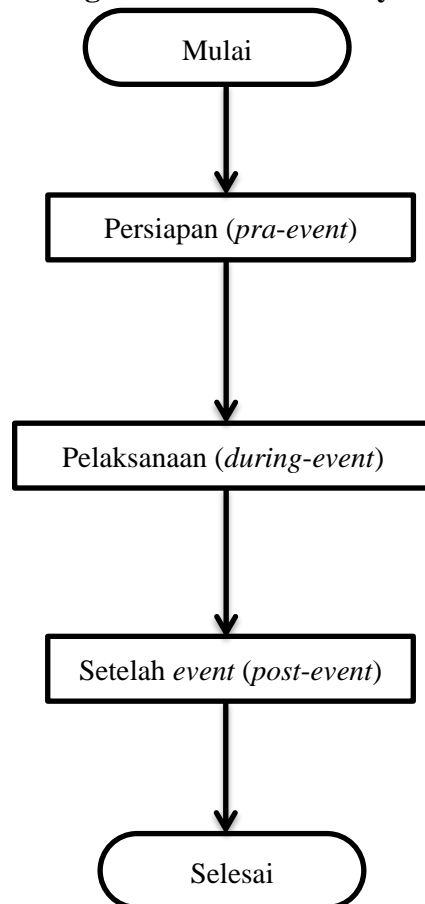 Mulai
Persiapan (pra-event)
Pelaksanaan (during-event)
Setelah event (post-event)
Selesai